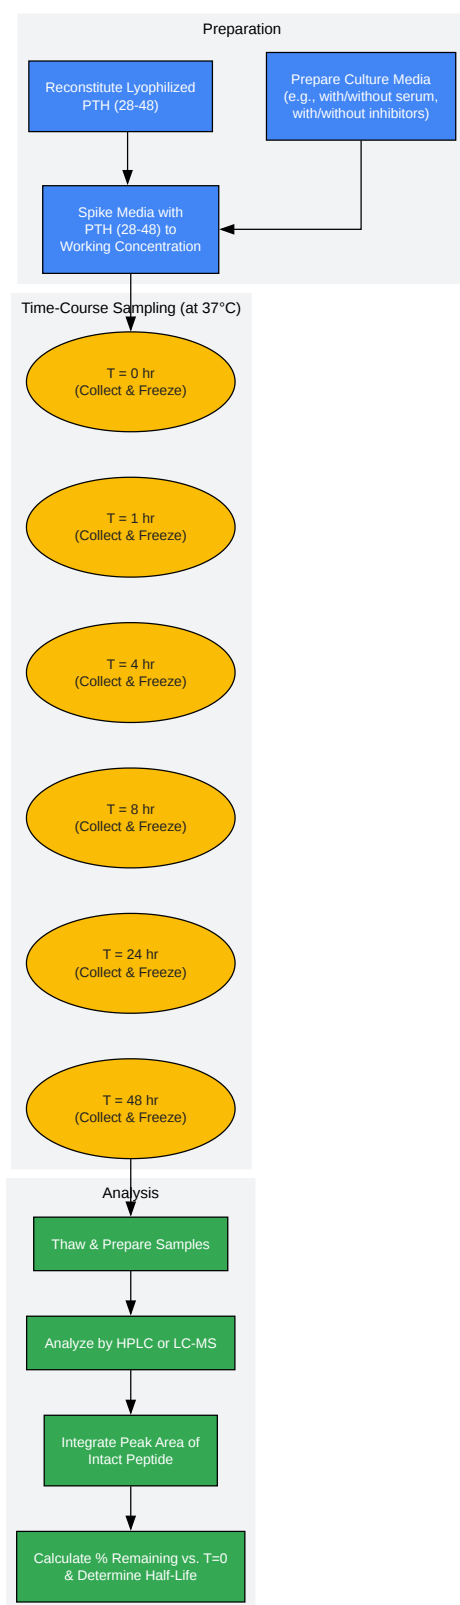 Preparation
Reconstitute Lyophilized
PTH (28-48)
Prepare Culture Media
(e.g., with/without serum,
with/without inhibitors)
Spike Media with
PTH (28-48) to
Working Concentration
Time-Course Sampling (at 37°C)
T = 0 hr
(Collect & Freeze)
T = 1 hr
(Collect & Freeze)
T = 4 hr
(Collect & Freeze)
T = 8 hr
(Collect & Freeze)
T = 24 hr
(Collect & Freeze)
T = 48 hr
(Collect & Freeze)
Analysis
Thaw & Prepare Samples
Analyze by HPLC or LC-MS
Integrate Peak Area of
Intact Peptide
Calculate % Remaining vs. T=0
& Determine Half-Life